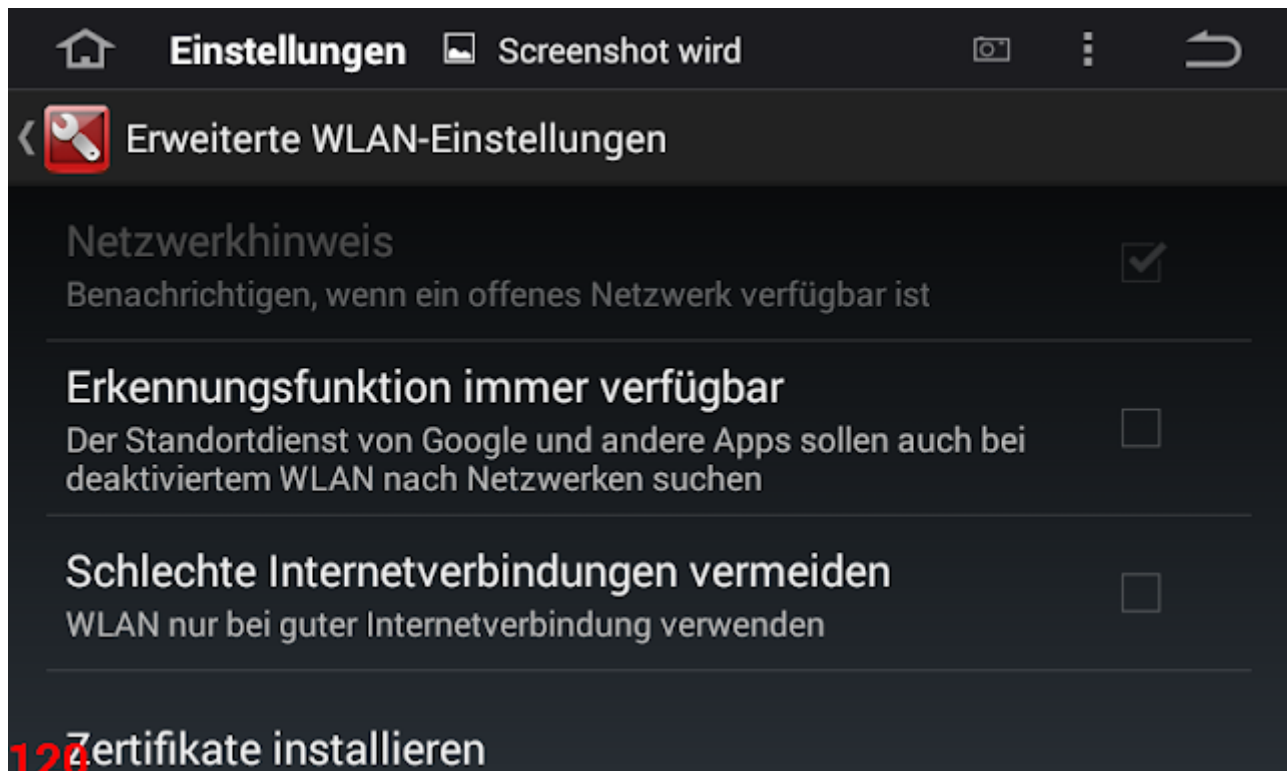 Einstellungen Screenshot wird
Erweiterte WLAN-Einstellungen
Netzwerkhinweis
Benachrichtigen, wenn ein offenes Netzwerk verfügbar ist
Erkennungsfunktion immer verfügbar
Der Standortdienst von Google und andere Apps sollen auch bei
deaktiviertem WLAN nach Netzwerken suchen
Schlechte Internetverbindungen vermeiden
WLAN nur bei guter Internetverbindung verwenden
Zertifikate installieren
120